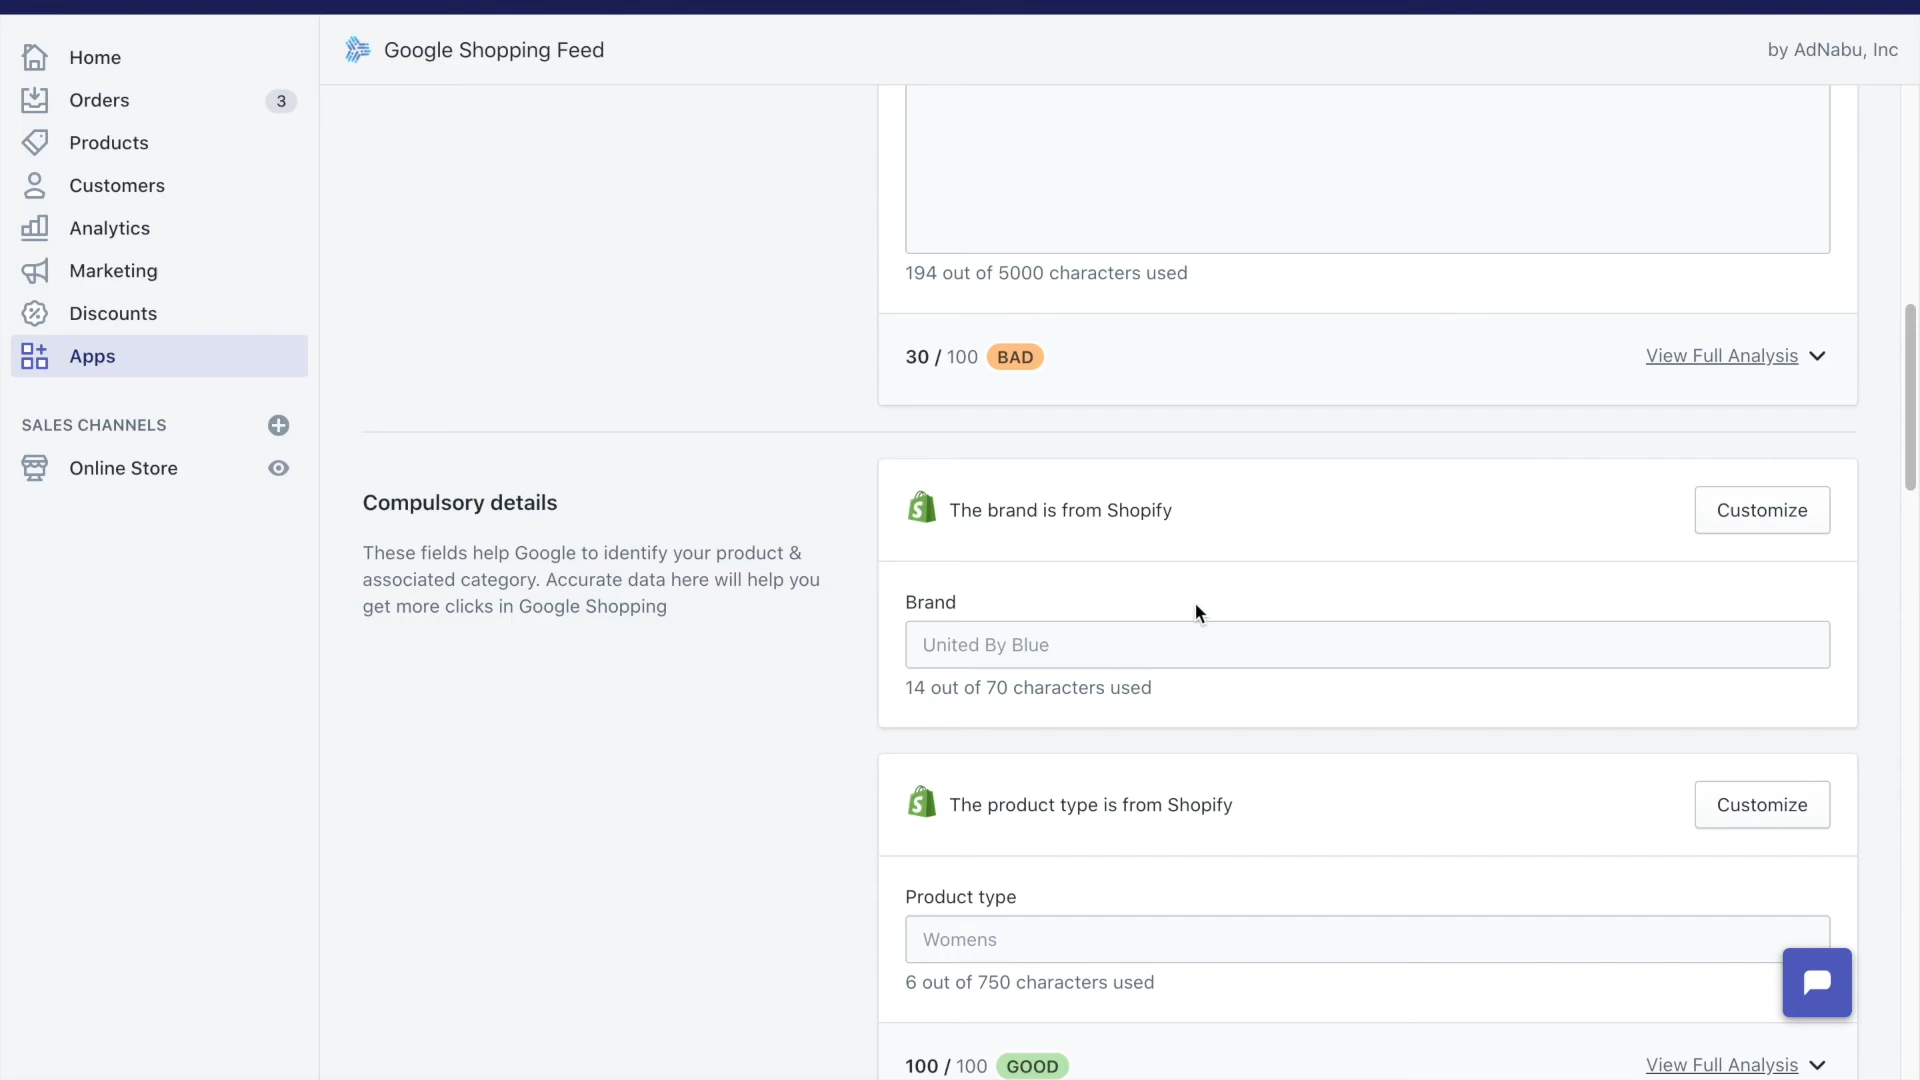 Home
Orders 3
Products
Customers
Analytics
Marketing
Discounts
Apps
SALES CHANNELS
Online Store
Google Shopping Feed
by AdNabu, Inc
194 out of 5000 characters used
30 / 100 BAD
View Full Analysis
Compulsory details
These fields help Google to identify your product &
associated category. Accurate data here will help you
get more clicks in Google Shopping
The brand is from Shopify
Customize
Brand
United By Blue
14 out of 70 characters used
The product type is from Shopify
Customize
Product type
Womens
6 out of 750 characters used
100 / 100 GOOD
View Full Analysis